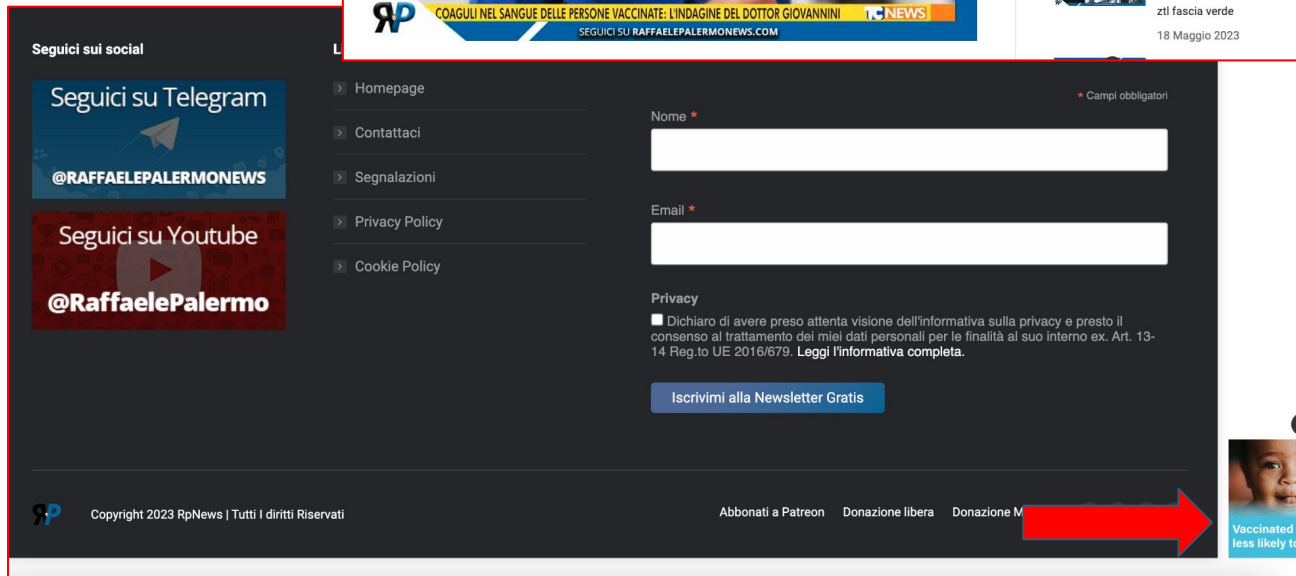 RP
COAGULI NEL SANGUE DELLE PERSONE VACCINATE: L'INDAGINE DEL DOTTOR GIOVANNINI
NEWS
SEGUICI SU RAFFAELEPALERMONEWS.COM
ztl fascia verde
18 Maggio 2023
Seguici sui social
Seguici su Telegram
@RAFFAELEPALERMONEWS
Seguici su Youtube
@RaffaelePalermo
Homepage
Contattaci
Segnalazioni
Privacy Policy
Cookie Policy
* Campi obbligatori
Nome *
Email *
Privacy
Dichiaro di avere preso attenta visione dell'informativa sulla privacy e presto il
consenso al trattamento dei miei dati personali per le finalità al suo interno ex. Art. 13-
14 Reg.to UE 2016/679. Leggi l'informativa completa.
Iscrivimi alla Newsletter Gratis
RP
Copyright 2023 RpNews | Tutti I diritti Riservati
Abbonati a Patreon Donazione libera Donazione
Vaccinated
less likely